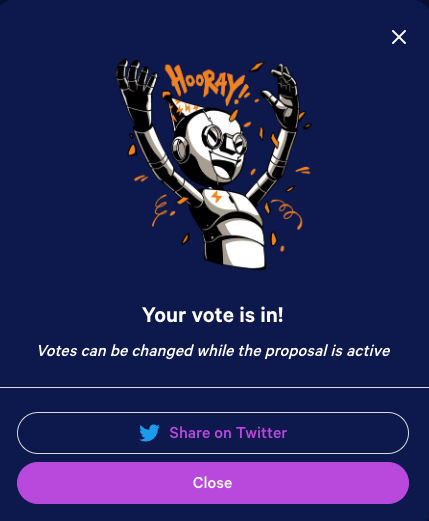 HOORAY!
Your vote is in!
Votes can be changed while the proposal is active
Share on Twitter
Close